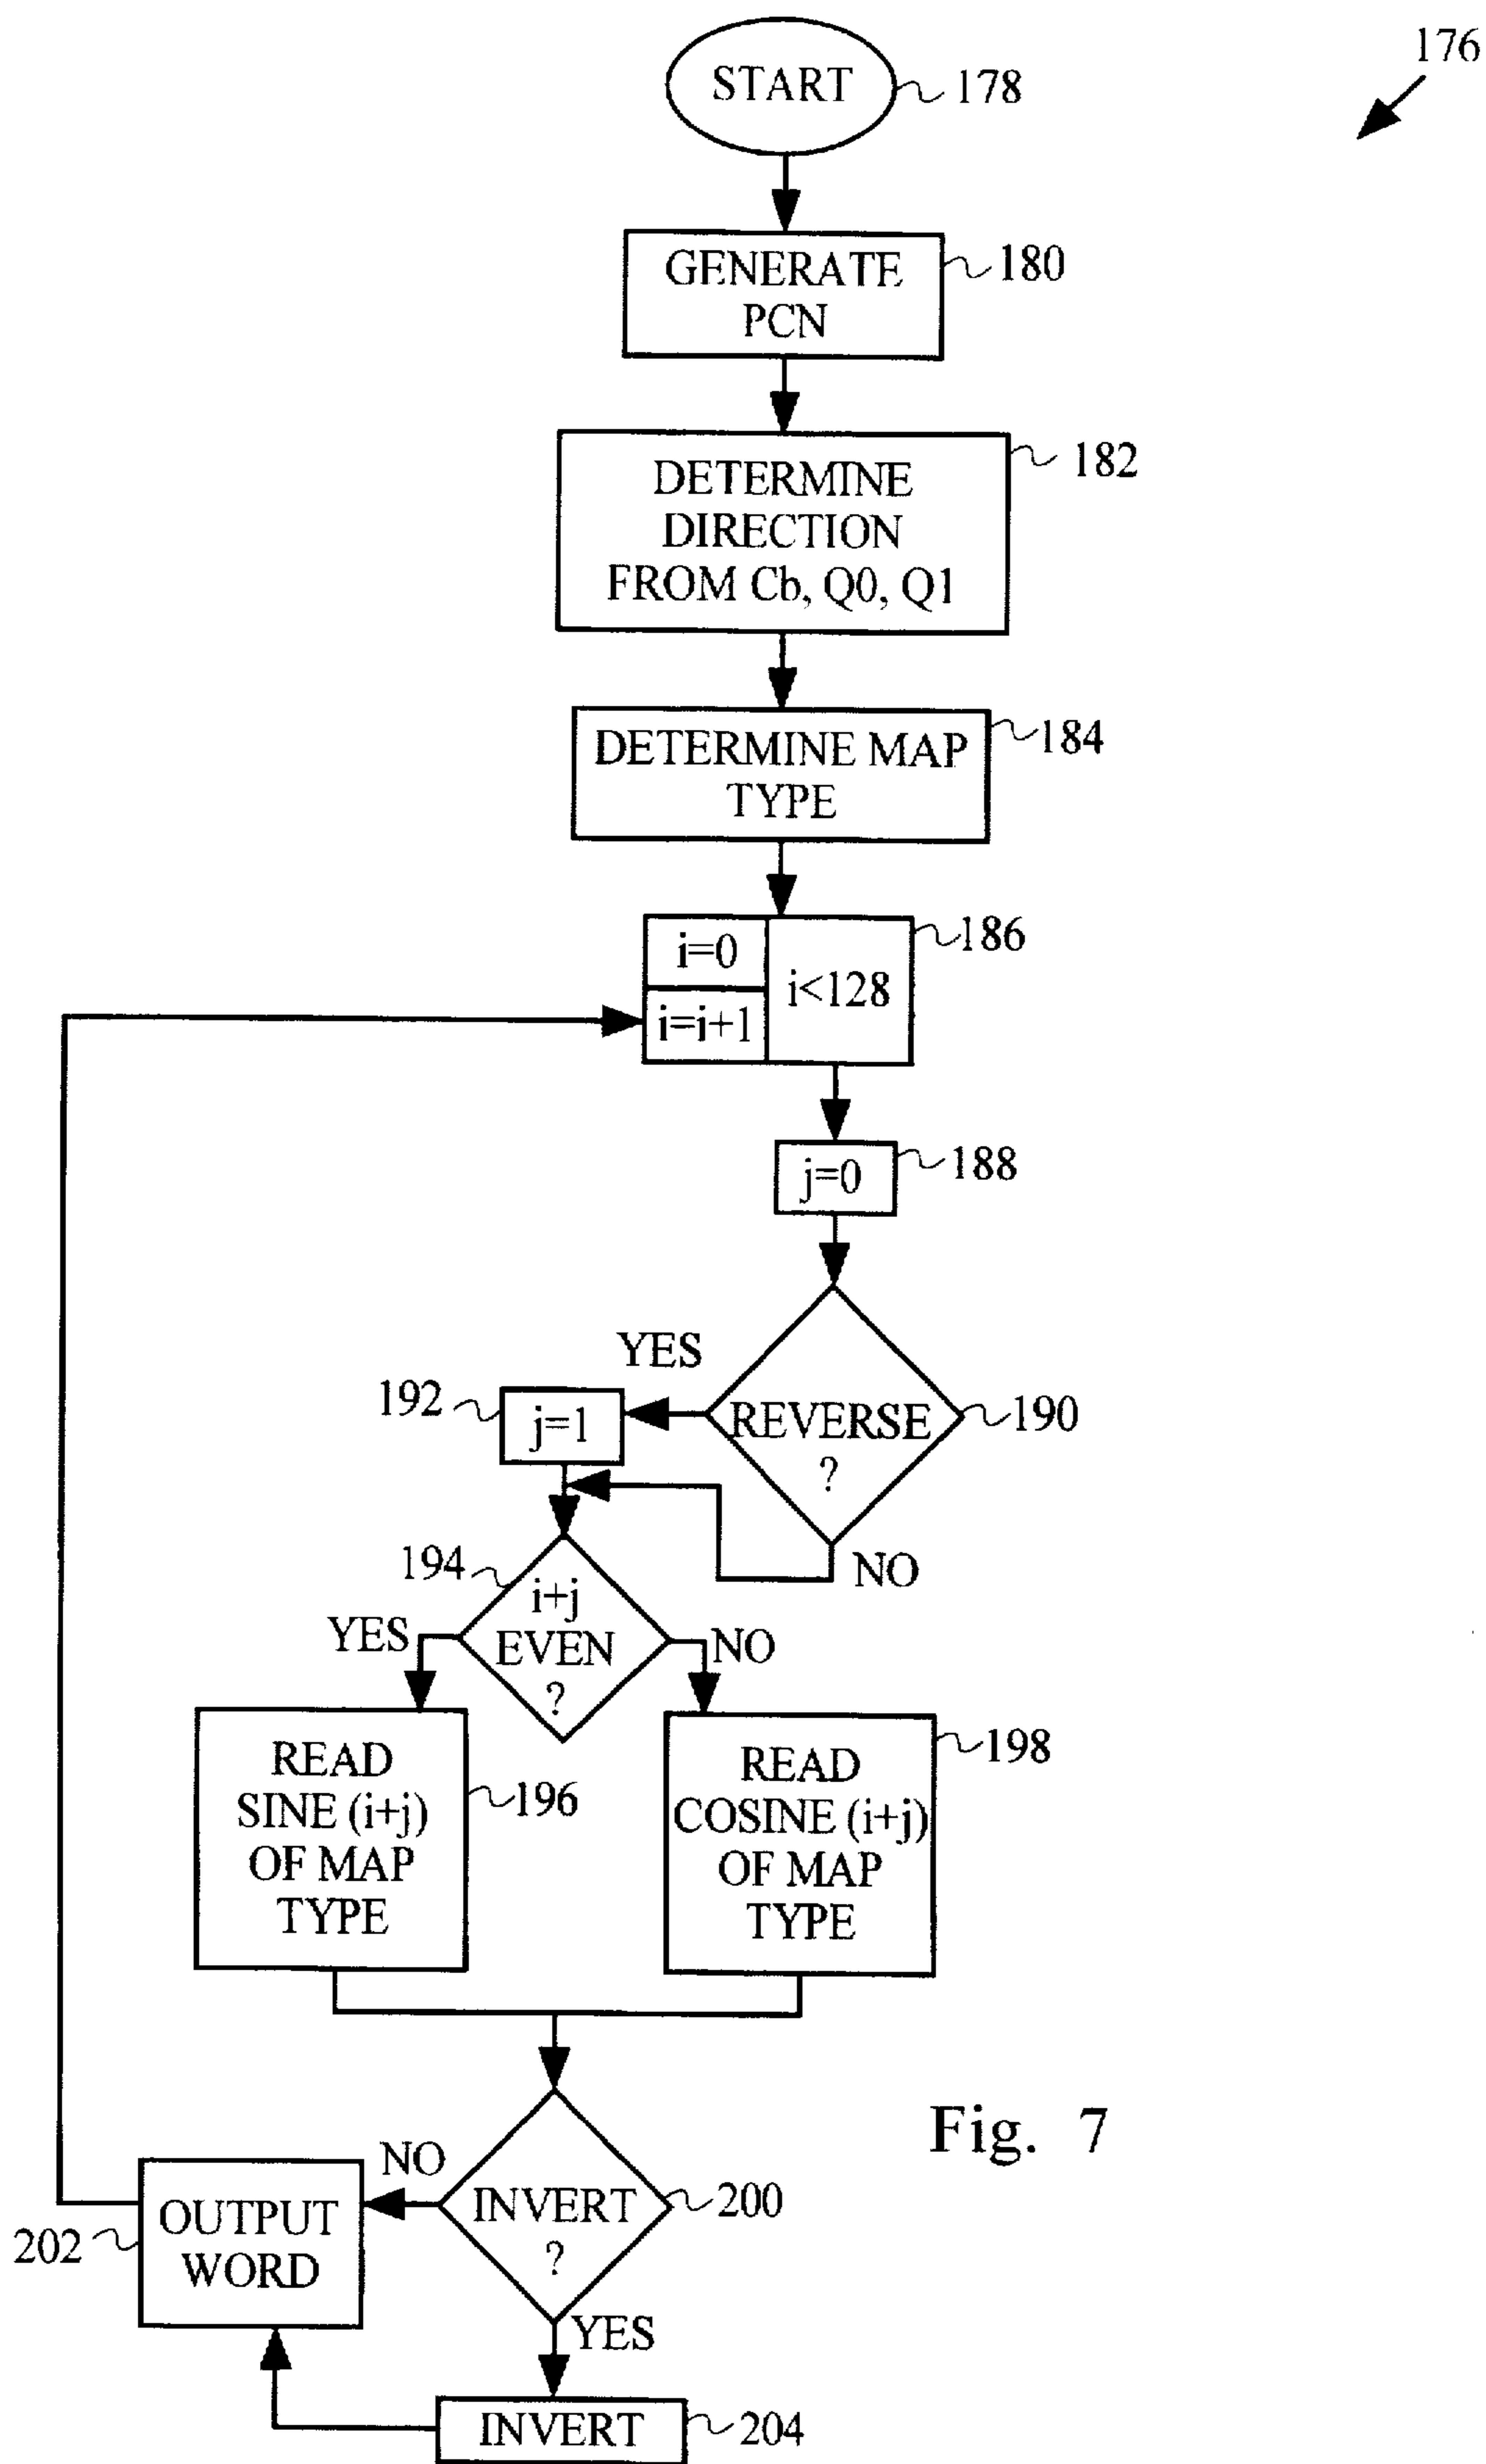 176
START
178
GENERATE
PCN
180
DETERMINE
DIRECTION
FROM Cb, Q0, Q1
182
DETERMINE MAP
TYPE
184
i=0
i<128
i=i+1
186
j=0
188
YES
REVERSE
?
190
NO
192
j=1
194
i+j
EVEN
?
YES
NO
READ
SINE (i+j)
OF MAP
TYPE
196
READ
COSINE (i+j)
OF MAP
TYPE
198
Fig. 7
NO
INVERT
?
200
YES
202
OUTPUT
WORD
INVERT
204